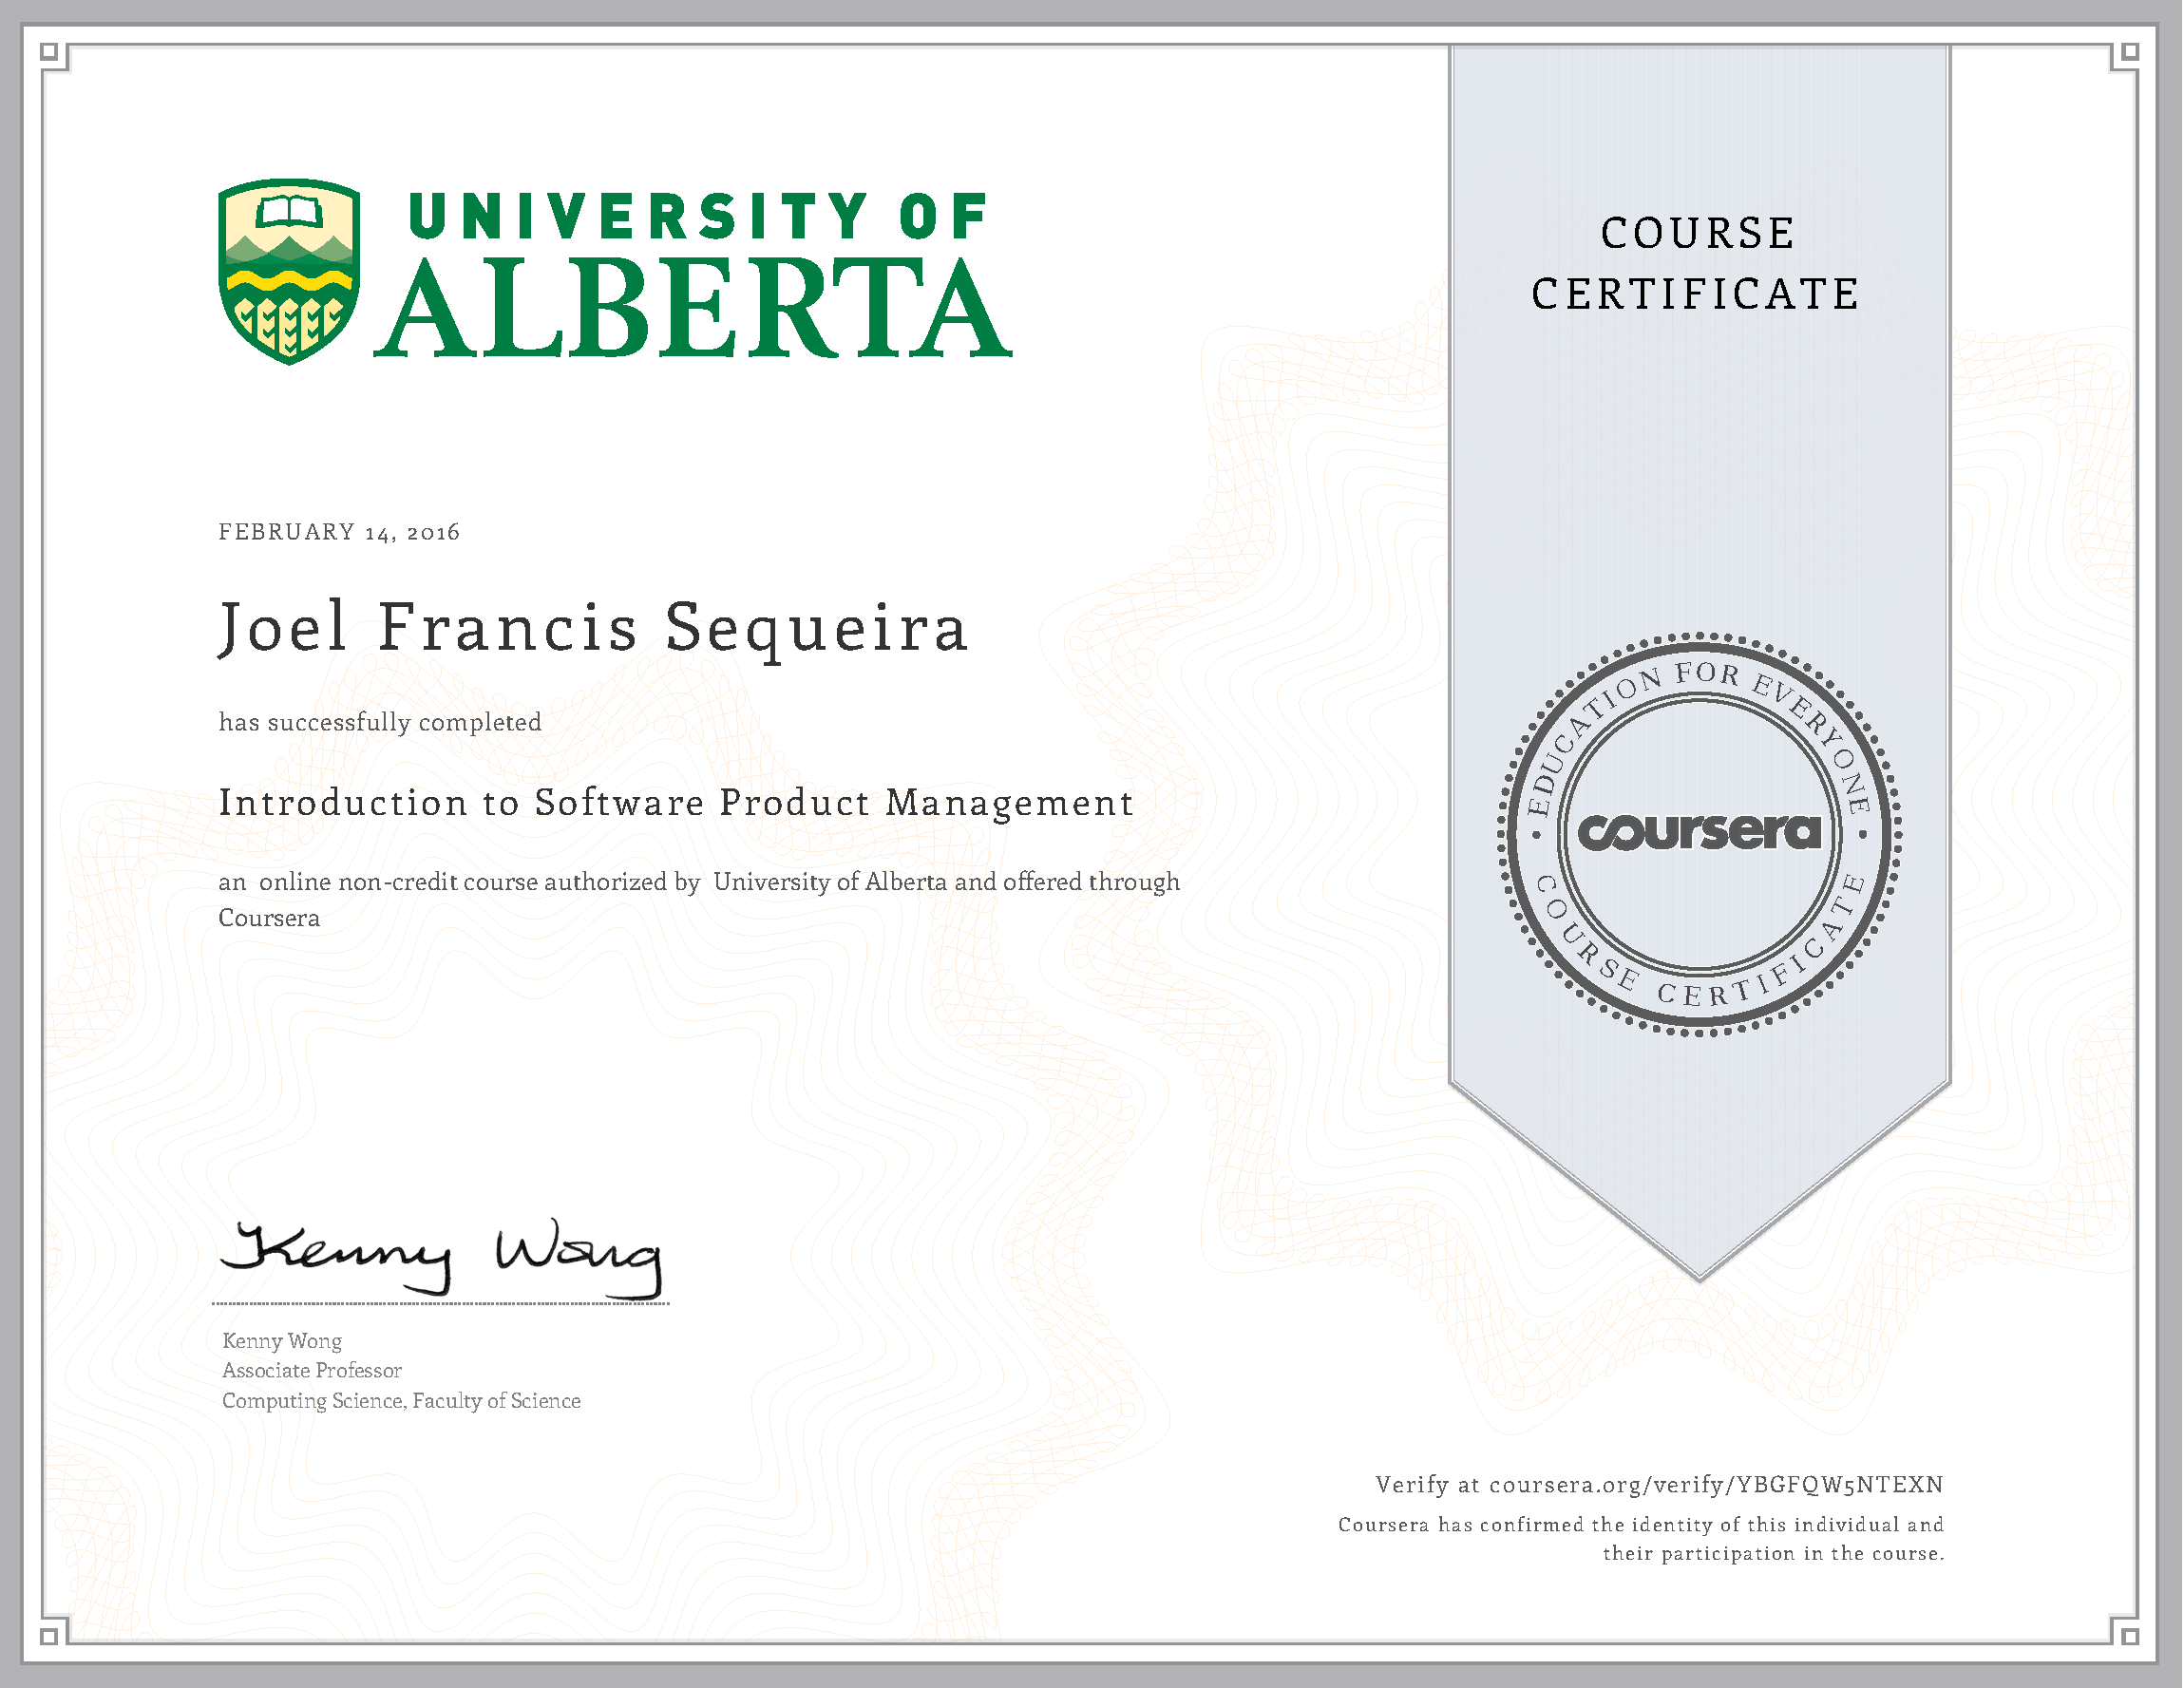 UNIVERSITY OF
ALBERTA
COURSE
CERTIFICATE
FEBRUARY 14, 2016
Joel Francis Sequeira
has successfully completed
Introduction to Software Product Management
an online non-credit course authorized by University of Alberta and offered through
Coursera
EDUCATION FOR EVERYONE
coursera
COURSE CERTIFICATE
Kenny Wong
Kenny Wong
Associate Professor
Computing Science, Faculty of Science
Verify at coursera.org/verify/YBGFQW5NTEXN
Coursera has confirmed the identity of this individual and
their participation in the course.